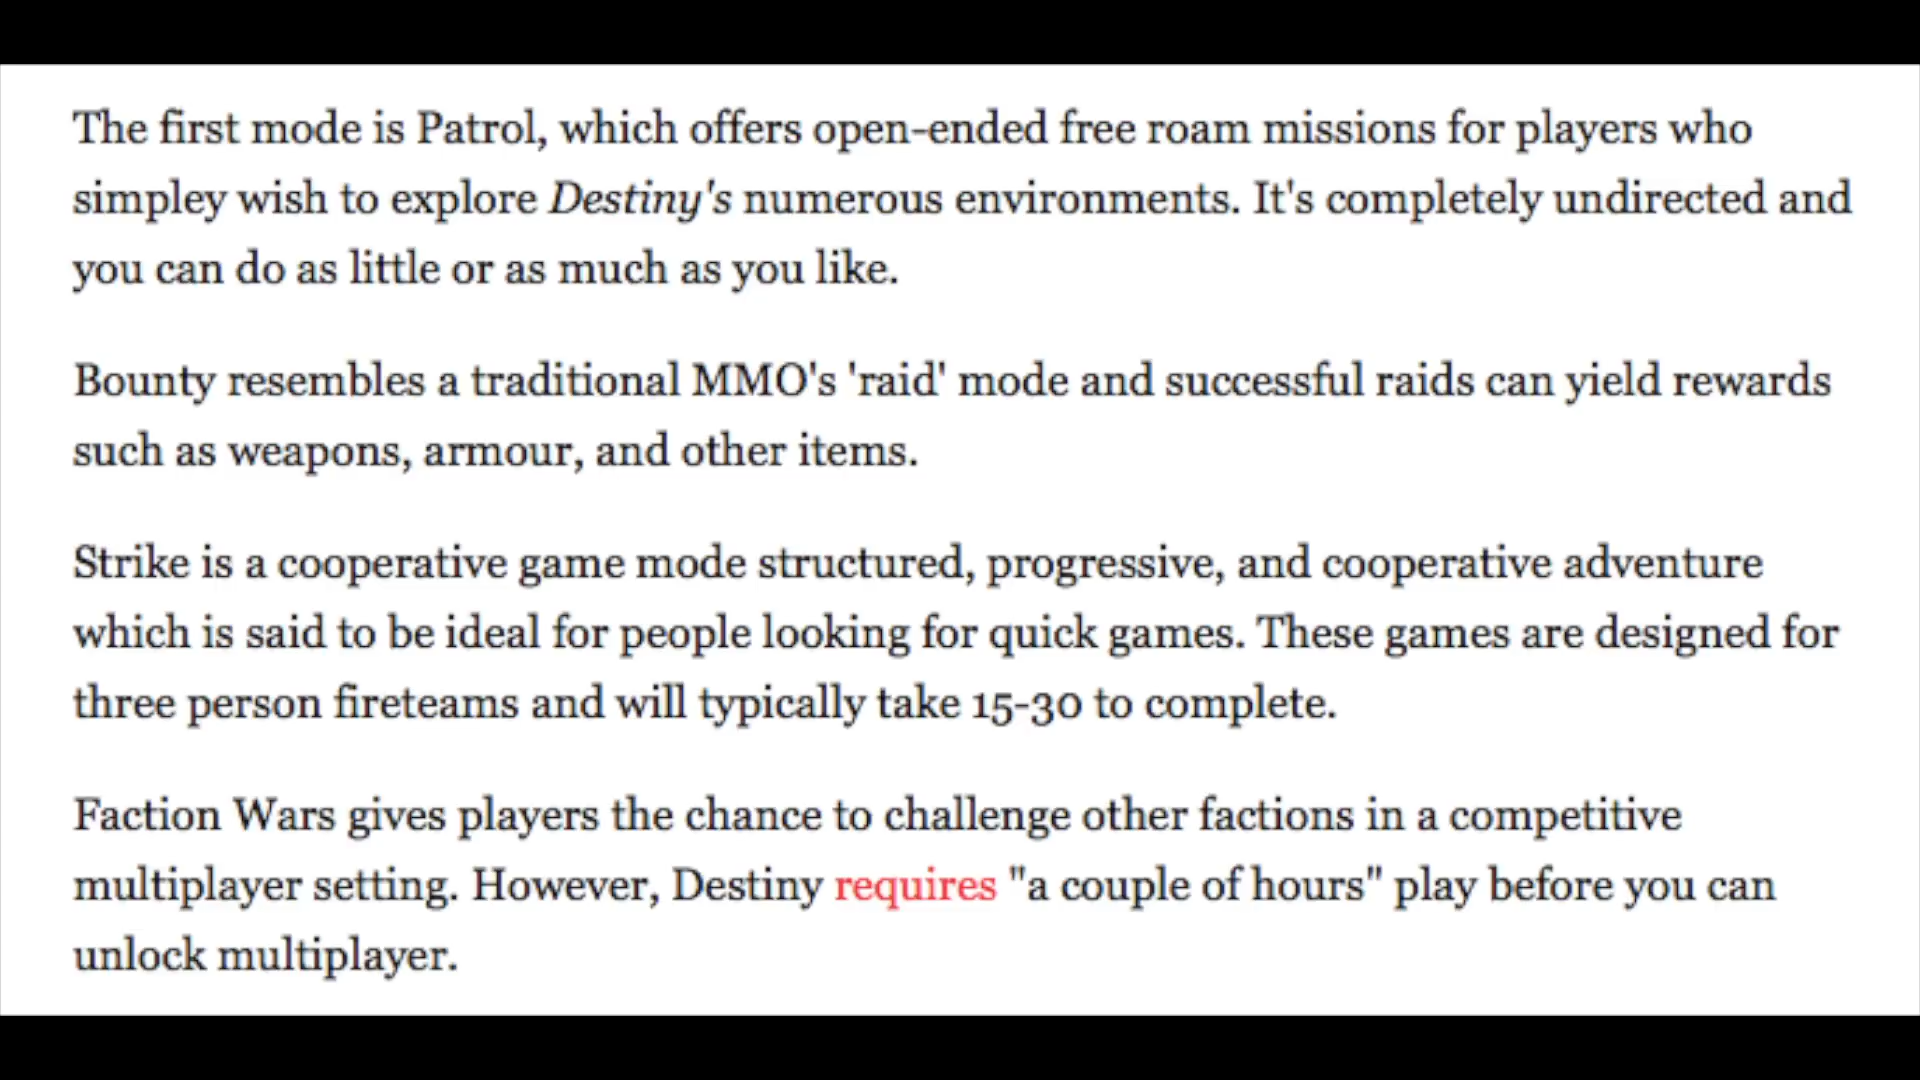 The first mode is Patrol, which offers open-ended free roam missions for players who
simpley wish to explore Destiny's numerous environments. It's completely undirected and
you can do as little or as much as you like.
Bounty resembles a traditional MMO's 'raid' mode and successful raids can yield rewards
such as weapons, armour, and other items.
Strike is a cooperative game mode structured, progressive, and cooperative adventure
which is said to be ideal for people looking for quick games. These games are designed for
three person fireteams and will typically take 15-30 to complete.
Faction Wars gives players the chance to challenge other factions in a competitive
multiplayer setting. However, Destiny requires "a couple of hours" play before you can
unlock multiplayer.